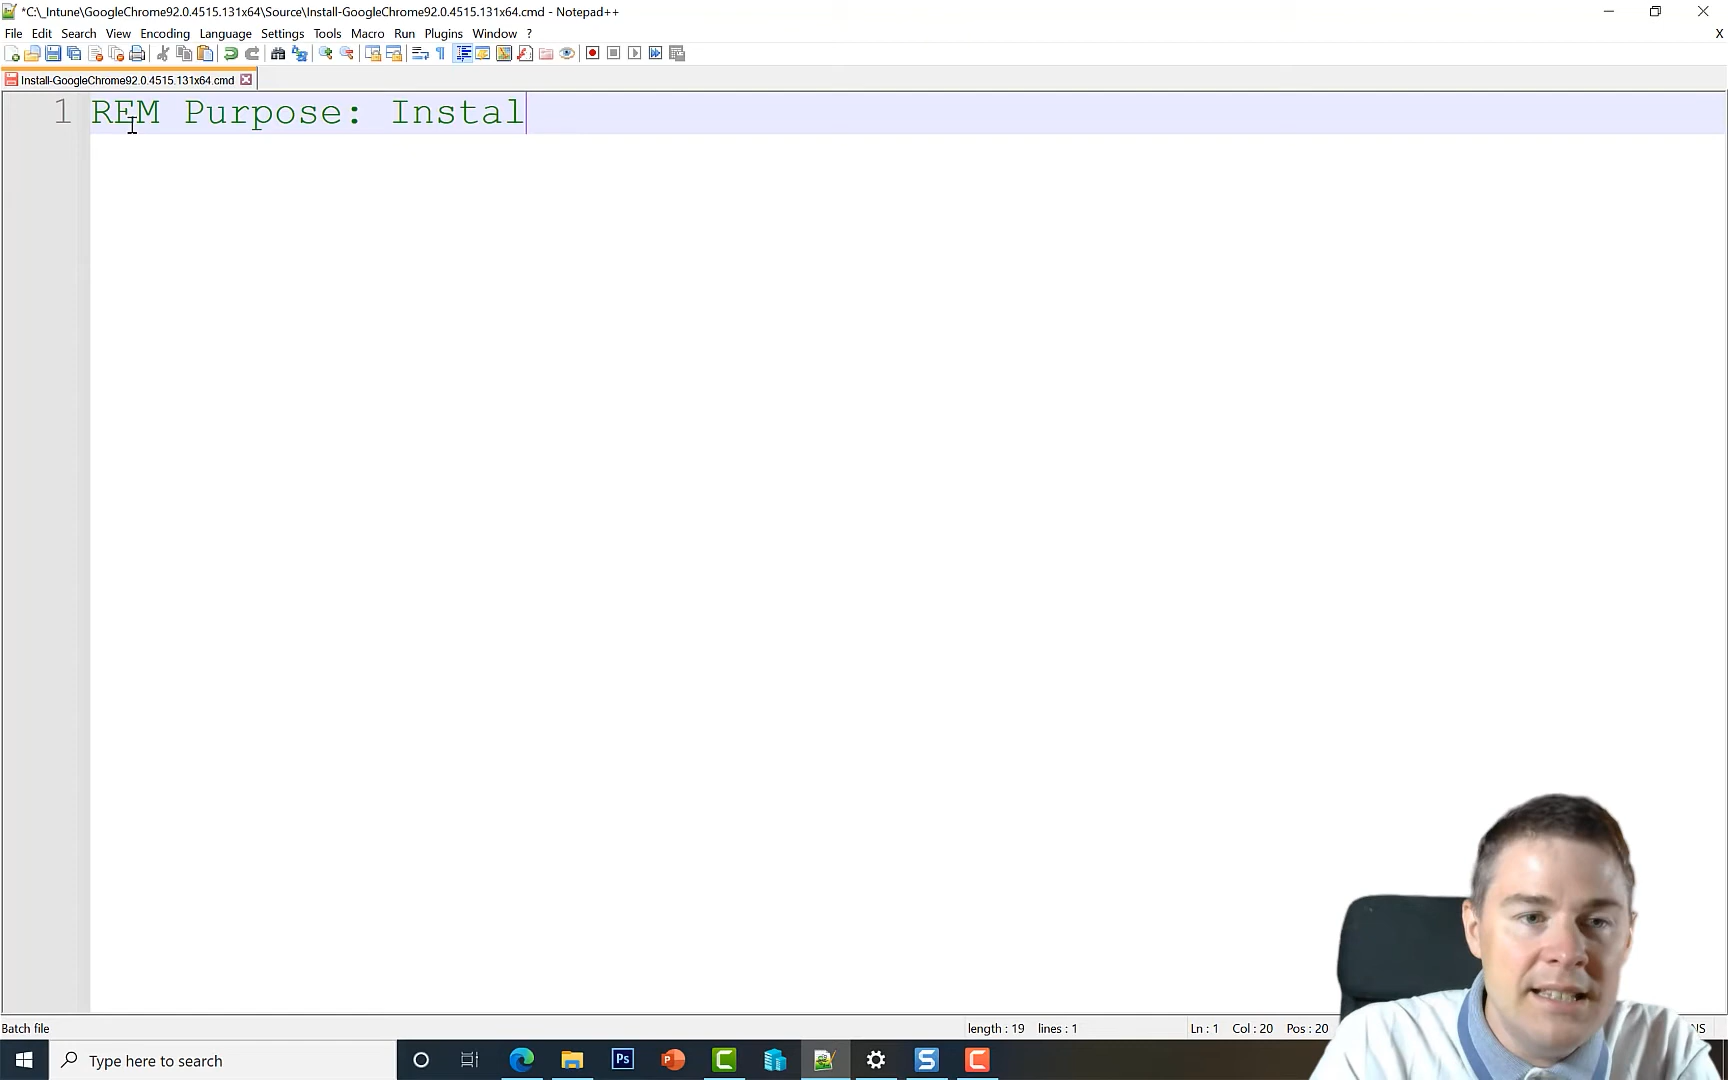 *C:\_Intune\GoogleChrome92.0.4515.131x64\Source\Install-GoogleChrome92.0.4515.131x64.cmd - Notepad++
File Edit Search View Encoding Language Settings Tools Macro Run Plugins Window ? X
Install-GoogleChrome92.0.4515.131x64.cmd
1 REM Purpose: Instal
Batch file length : 19 lines : 1 Ln : 1 Col : 20 Pos : 20
Type here to search Ps